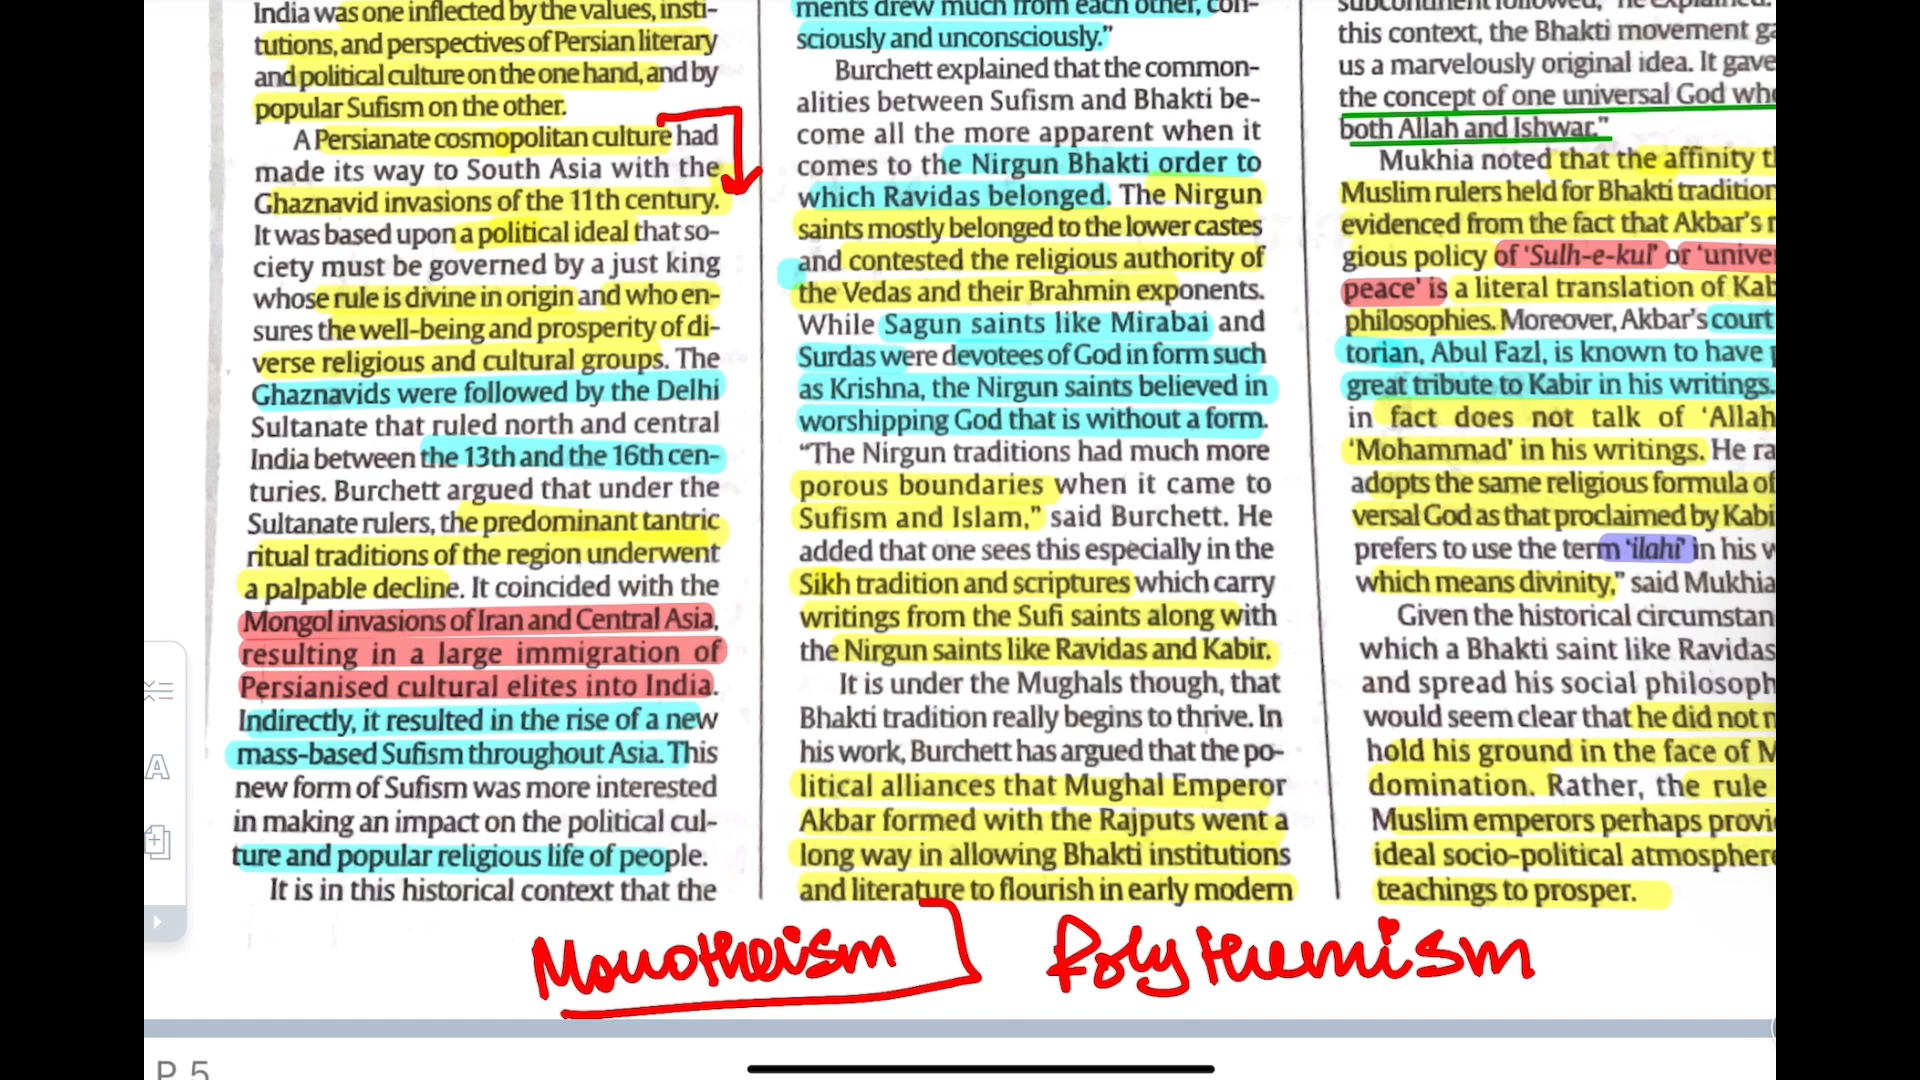 India was one inflected by the values, insti-
tutions, and perspectives of Persian literary
and political culture on the one hand, and by
popular Sufism on the other.
A Persianate cosmopolitan culture had
made its way to South Asia with the
Ghaznavid invasions of the 11th century.
It was based upon a political ideal that so-
ciety must be governed by a just king
whose rule is divine in origin and who en-
sures the well-being and prosperity of di-
verse religious and cultural groups. The
Ghaznavids were followed by the Delhi
Sultanate that ruled north and central
India between the 13th and the 16th cen-
turies. Burchett argued that under the
Sultanate rulers, the predominant tantric
ritual traditions of the region underwent
a palpable decline. It coincided with the
Mongol invasions of Iran and Central Asia,
resulting in a large immigration of
Persianised cultural elites into India.
Indirectly, it resulted in the rise of a new
mass-based Sufism throughout Asia. This
new form of Sufism was more interested
in making an impact on the political cul-
ture and popular religious life of people.
It is in this historical context that the
ments drew much from each other, con-
sciously and unconsciously."
Burchett explained that the common-
alities between Sufism and Bhakti be-
come all the more apparent when it
comes to the Nirgun Bhakti order to
which Ravidas belonged. The Nirgun
saints mostly belonged to the lower castes
and contested the religious authority of
the Vedas and their Brahmin exponents.
While Sagun saints like Mirabai and
Surdas were devotees of God in form such
as Krishna, the Nirgun saints believed in
worshipping God that is without a form.
"The Nirgun traditions had much more
porous boundaries when it came to
Sufism and Islam," said Burchett. He
added that one sees this especially in the
Sikh tradition and scriptures which carry
writings from the Sufi saints along with
the Nirgun saints like Ravidas and Kabir.
It is under the Mughals though, that
Bhakti tradition really begins to thrive. In
his work, Burchett has argued that the po-
litical alliances that Mughal Emperor
Akbar formed with the Rajputs went a
long way in allowing Bhakti institutions
and literature to flourish in early modern
subcontinent followed," he explained.
this context, the Bhakti movement ga
us a marvelously original idea. It gave
the concept of one universal God who
both Allah and Ishwar."
Mukhia noted that the affinity t
Muslim rulers held for Bhakti tradition
evidenced from the fact that Akbar's r
gious policy of 'Sulh-e-kul' or 'univer
peace' is a literal translation of Kab
philosophies. Moreover, Akbar's court
torian, Abul Fazl, is known to have p
great tribute to Kabir in his writings.
in fact does not talk of 'Allah
'Mohammad' in his writings. He ra
adopts the same religious formula of
versal God as that proclaimed by Kabi
prefers to use the term 'ilahi' in his w
which means divinity," said Mukhia
Given the historical circumstan
which a Bhakti saint like Ravidas
and spread his social philosoph
would seem clear that he did not n
hold his ground in the face of M
domination. Rather, the rule
Muslim emperors perhaps provi
ideal socio-political atmosphere
teachings to prosper.
Monotheism Polythemism
A
P 5